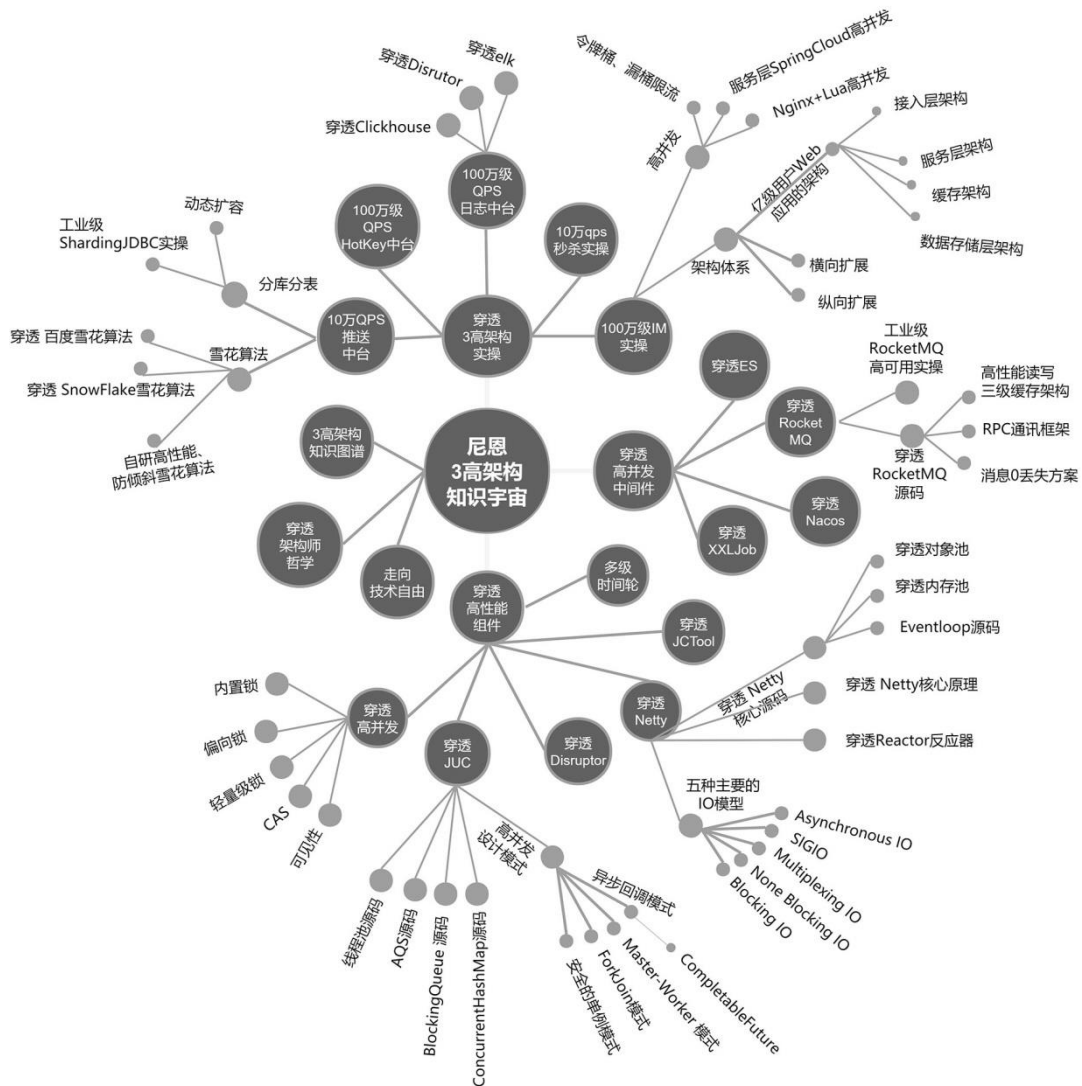 穿透elk
穿透Disrutor
穿透Clickhouse
100万级
QPS
日志中台
100万级
QPS
HotKey中台
10万qps
秒杀实操
令牌桶、漏桶限流
服务层SpringCloud高并发
Nginx+Lua高并发
高并发
接入层架构
服务层架构
缓存架构
数据存储层架构
亿级用户Web
应用的架构
架构体系
横向扩展
纵向扩展
动态扩容
工业级
ShardingJDBC实操
分库分表
穿透 百度雪花算法
雪花算法
穿透 SnowFlake雪花算法
自研高性能、
防倾斜雪花算法
10万QPS
推送
中台
穿透
3高架构
实操
100万级IM
实操
尼恩
3高架构
知识宇宙
3高架构
知识图谱
穿透
架构师
哲学
走向
技术自由
穿透
高并发
中间件
穿透ES
穿透
Rocket
MQ
工业级
RocketMQ
高可用实操
穿透
RocketMQ
源码
高性能读写
三级缓存架构
RPC通讯框架
消息0丢失方案
穿透
Nacos
穿透
XXLJob
穿透
高性能
组件
多级
时间轮
穿透
JCTool
穿透
Netty
穿透 Netty
核心源码
穿透对象池
穿透内存池
Eventloop源码
穿透 Netty核心原理
穿透Reactor反应器
五种主要的
IO模型
Asynchronous IO
SIGIO
Multiplexing IO
None Blocking IO
Blocking IO
穿透
Disruptor
穿透
JUC
高并发
设计模式
异步回调模式
CompletableFuture
Master-Worker 模式
ForkJoin模式
安全的单例模式
线程池源码
AQS源码
BlockingQueue 源码
ConcurrentHashMap源码
穿透
高并发
内置锁
偏向锁
轻量级锁
CAS
可见性